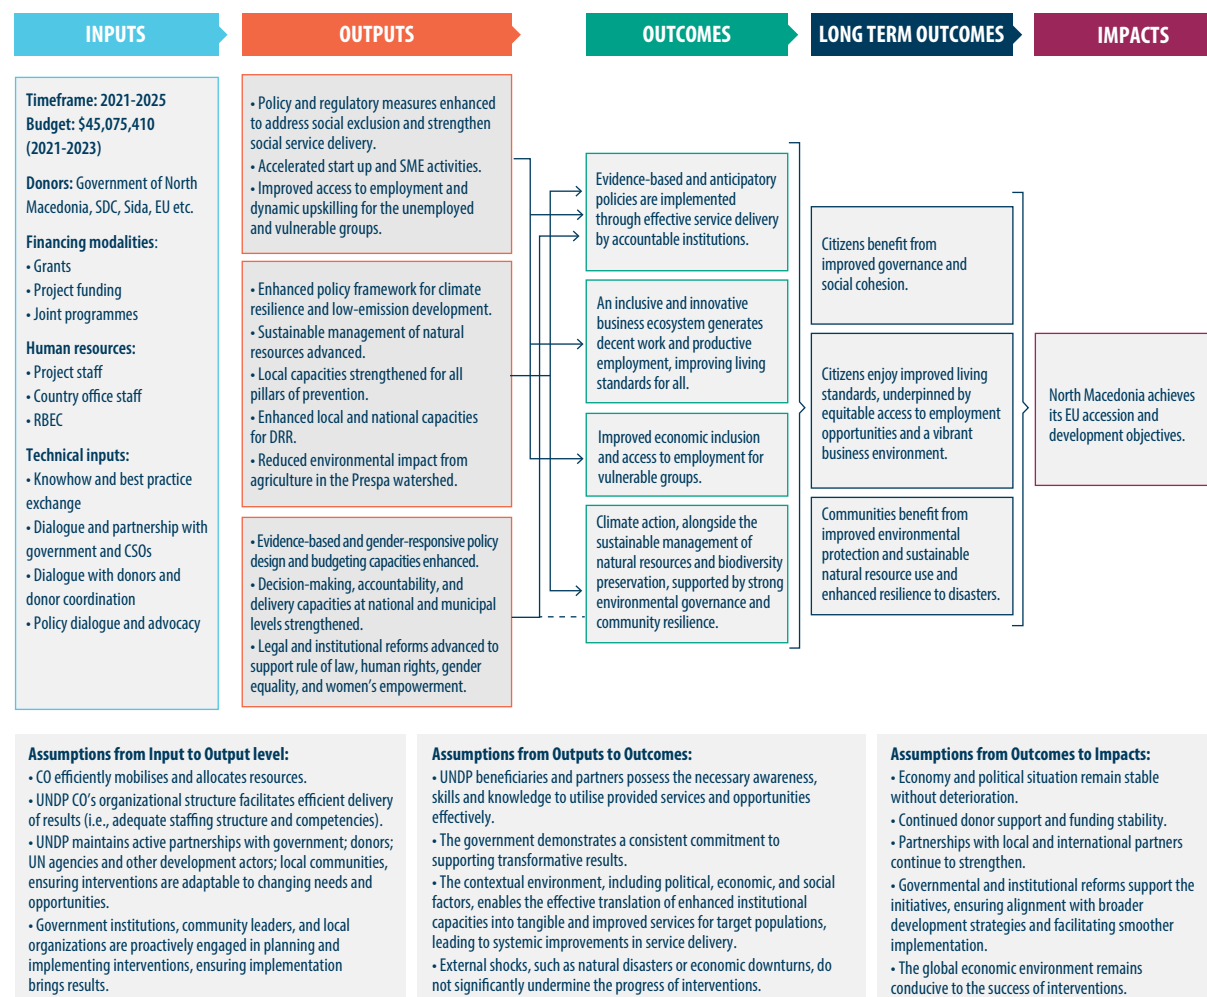 INPUTS
OUTPUTS
OUTCOMES
LONG TERM OUTCOMES
IMPACTS
Timeframe: 2021-2025
Budget: $45,075,410
(2021-2023)
Donors: Government of North
Macedonia, SDC, Sida, EU etc.
Financing modalities:
• Grants
• Project funding
• Joint programmes
Human resources:
• Project staff
• Country office staff
• RBEC
Technical inputs:
• Knowhow and best practice
exchange
• Dialogue and partnership with
government and CSOs
• Dialogue with donors and
donor coordination
• Policy dialogue and advocacy
• Policy and regulatory measures enhanced
to address social exclusion and strengthen
social service delivery.
• Accelerated start up and SME activities.
• Improved access to employment and
dynamic upskilling for the unemployed
and vulnerable groups.
• Enhanced policy framework for climate
resilience and low-emission development.
• Sustainable management of natural
resources advanced.
• Local capacities strengthened for all
pillars of prevention.
• Enhanced local and national capacities
for DRR.
• Reduced environmental impact from
agriculture in the Prespa watershed.
• Evidence-based and gender-responsive policy
design and budgeting capacities enhanced.
• Decision-making, accountability, and
delivery capacities at national and municipal
levels strengthened.
• Legal and institutional reforms advanced to
support rule of law, human rights, gender
equality, and women's empowerment.
Evidence-based and anticipatory
policies are implemented
through effective service delivery
by accountable institutions.
An inclusive and innovative
business ecosystem generates
decent work and productive
employment, improving living
standards for all.
Improved economic inclusion
and access to employment for
vulnerable groups.
Climate action, alongside the
sustainable management of
natural resources and biodiversity
preservation, supported by strong
environmental governance and
community resilience.
Citizens benefit from
improved governance and
social cohesion.
Citizens enjoy improved living
standards, underpinned by
equitable access to employment
opportunities and a vibrant
business environment.
Communities benefit from
improved environmental
protection and sustainable
natural resource use and
enhanced resilience to disasters.
North Macedonia achieves
its EU accession and
development objectives.
Assumptions from Input to Output level:
• CO efficiently mobilises and allocates resources.
• UNDP CO's organizational structure facilitates efficient delivery
of results (i.e., adequate staffing structure and competencies).
• UNDP maintains active partnerships with government; donors;
UN agencies and other development actors; local communities,
ensuring interventions are adaptable to changing needs and
opportunities.
• Government institutions, community leaders, and local
organizations are proactively engaged in planning and
implementing interventions, ensuring implementation
brings results.
Assumptions from Outputs to Outcomes:
• UNDP beneficiaries and partners possess the necessary awareness,
skills and knowledge to utilise provided services and opportunities
effectively.
• The government demonstrates a consistent commitment to
supporting transformative results.
• The contextual environment, including political, economic, and social
factors, enables the effective translation of enhanced institutional
capacities into tangible and improved services for target populations,
leading to systemic improvements in service delivery.
• External shocks, such as natural disasters or economic downturns, do
not significantly undermine the progress of interventions.
Assumptions from Outcomes to Impacts:
• Economy and political situation remain stable
without deterioration.
• Continued donor support and funding stability.
• Partnerships with local and international partners
continue to strengthen.
• Governmental and institutional reforms support the
initiatives, ensuring alignment with broader
development strategies and facilitating smoother
implementation.
• The global economic environment remains
conducive to the success of interventions.